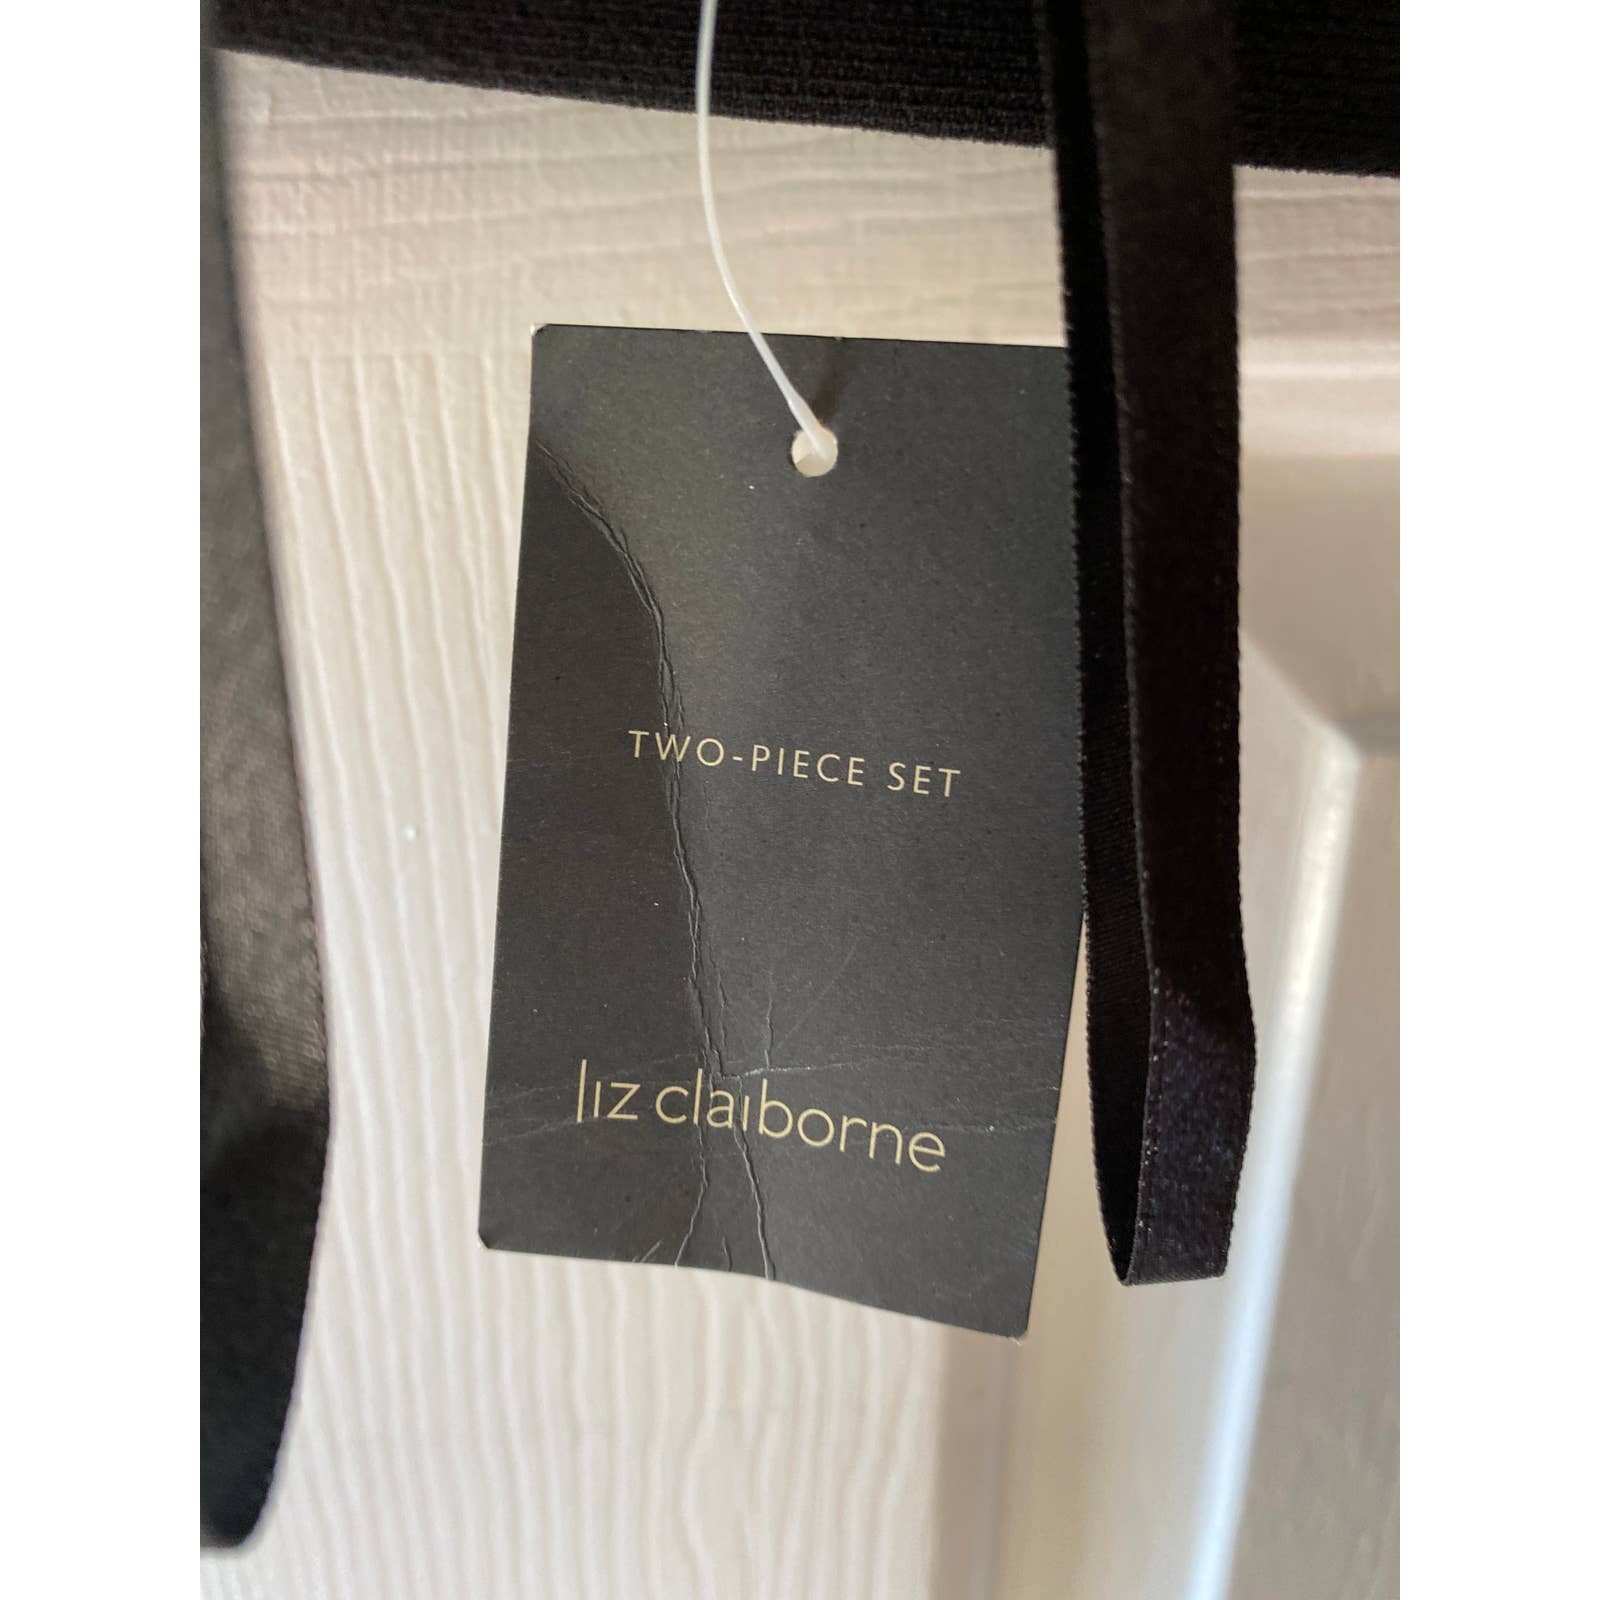 TWO-PIECE SET
liz claiborne